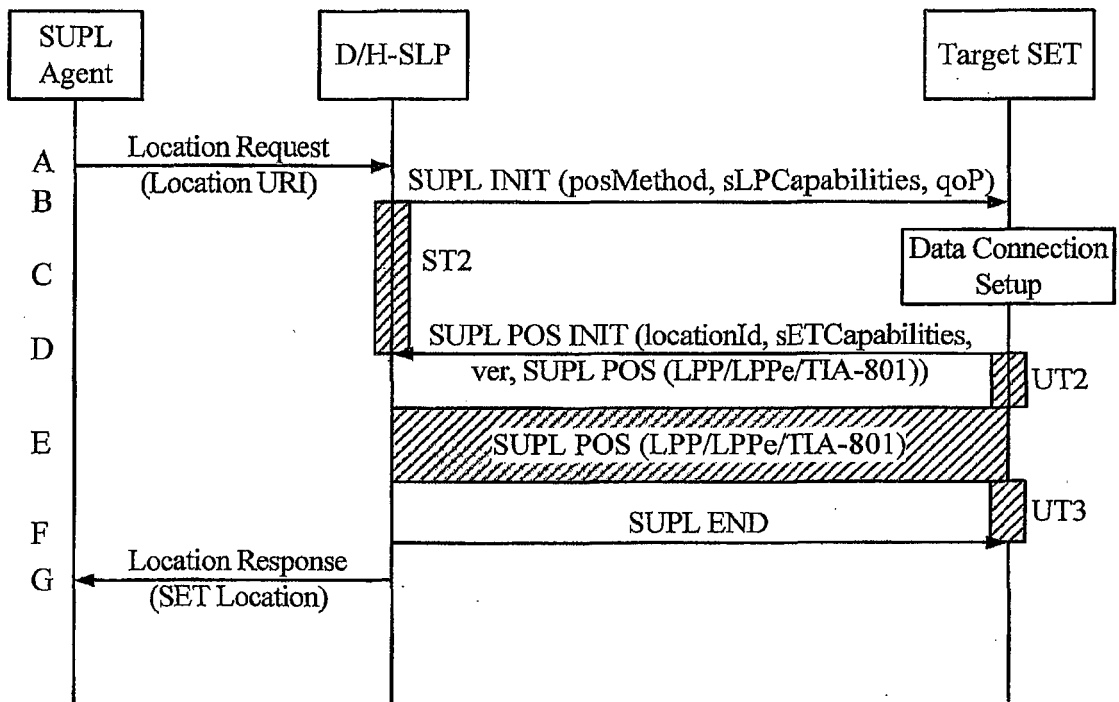 SUPL
Agent
D/H-SLP
Target SET
A
Location Request
(Location URI)
B
SUPL INIT (posMethod, sLPCapabilities, qoP)
C
ST2
Data Connection
Setup
D
SUPL POS INIT (locationId, sETCapabilities,
ver, SUPL POS (LPP/LPPe/TIA-801))
UT2
E
SUPL POS (LPP/LPPe/TIA-801)
F
SUPL END
UT3
G
Location Response
(SET Location)